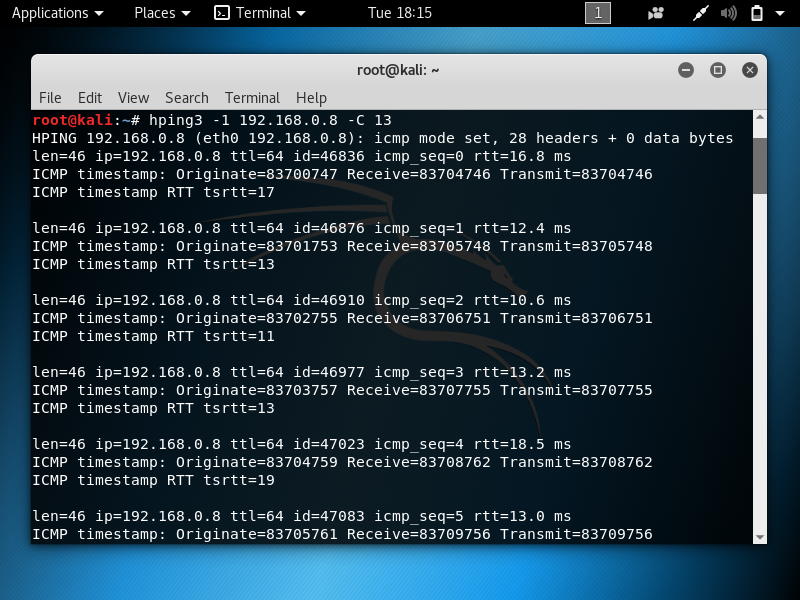 Applications Places Terminal Tue 18:15 1
root@kali: ~
File Edit View Search Terminal Help
root@kali:~# hping3 -1 192.168.0.8 -C 13
HPING 192.168.0.8 (eth0 192.168.0.8): icmp mode set, 28 headers + 0 data bytes
len=46 ip=192.168.0.8 ttl=64 id=46836 icmp_seq=0 rtt=16.8 ms
ICMP timestamp: Originate=83700747 Receive=83704746 Transmit=83704746
ICMP timestamp RTT tsrtt=17

len=46 ip=192.168.0.8 ttl=64 id=46876 icmp_seq=1 rtt=12.4 ms
ICMP timestamp: Originate=83701753 Receive=83705748 Transmit=83705748
ICMP timestamp RTT tsrtt=13

len=46 ip=192.168.0.8 ttl=64 id=46910 icmp_seq=2 rtt=10.6 ms
ICMP timestamp: Originate=83702755 Receive=83706751 Transmit=83706751
ICMP timestamp RTT tsrtt=11

len=46 ip=192.168.0.8 ttl=64 id=46977 icmp_seq=3 rtt=13.2 ms
ICMP timestamp: Originate=83703757 Receive=83707755 Transmit=83707755
ICMP timestamp RTT tsrtt=13

len=46 ip=192.168.0.8 ttl=64 id=47023 icmp_seq=4 rtt=18.5 ms
ICMP timestamp: Originate=83704759 Receive=83708762 Transmit=83708762
ICMP timestamp RTT tsrtt=19

len=46 ip=192.168.0.8 ttl=64 id=47083 icmp_seq=5 rtt=13.0 ms
ICMP timestamp: Originate=83705761 Receive=83709756 Transmit=83709756